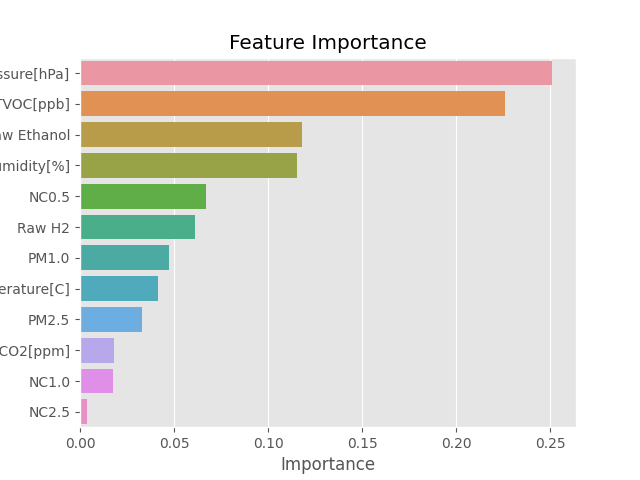 Feature Importance
ssure[hPa]
TVOC[ppb]
aw Ethanol
umidity[%]
NC0.5
Raw H2
PM1.0
erature[C]
PM2.5
CO2[ppm]
NC1.0
NC2.5
0.00 0.05 0.10 0.15 0.20 0.25
Importance